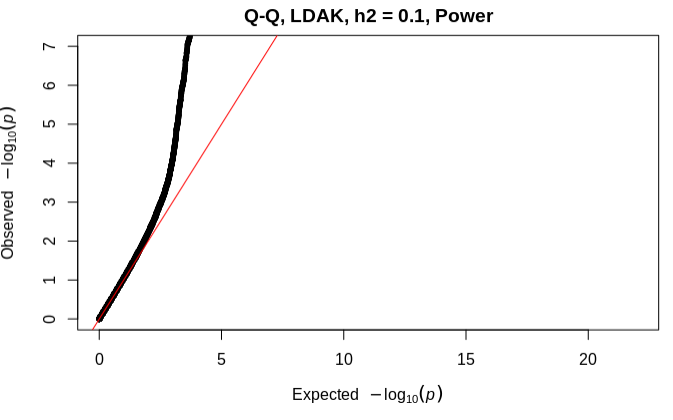 Q-Q, LDAK, h2 = 0.1, Power
Observed −log10(p)
7
6
5
4
3
2
1
0
0 5 10 15 20
Expected −log10(p)